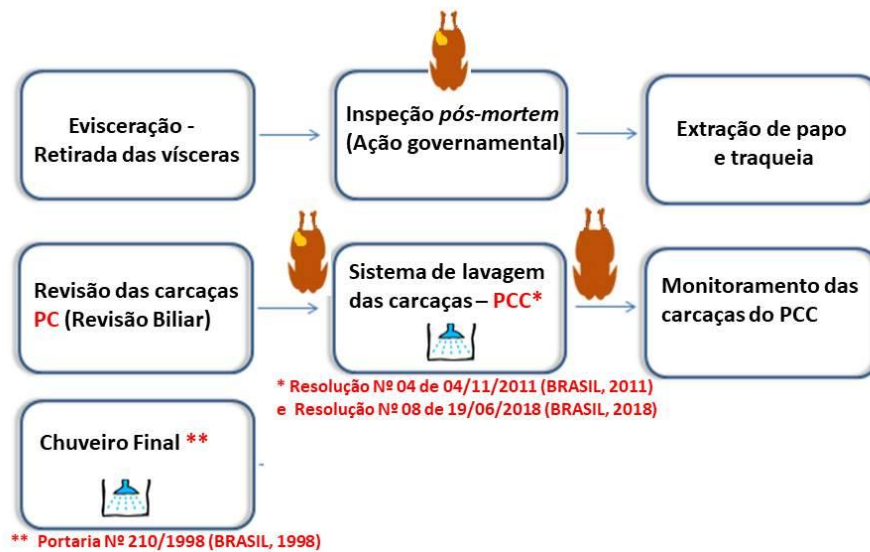 Evisceração -
Retirada das vísceras
Inspeção pós-mortem
(Ação governamental)
Extração de papo
e traqueia
Revisão das carcaças
PC (Revisão Biliar)
Sistema de lavagem
das carcaças – PCC*
Monitoramento das
carcaças do PCC
* Resolução Nº 04 de 04/11/2011 (BRASIL, 2011)
e Resolução Nº 08 de 19/06/2018 (BRASIL, 2018)
Chuveiro Final **
** Portaria Nº 210/1998 (BRASIL, 1998)